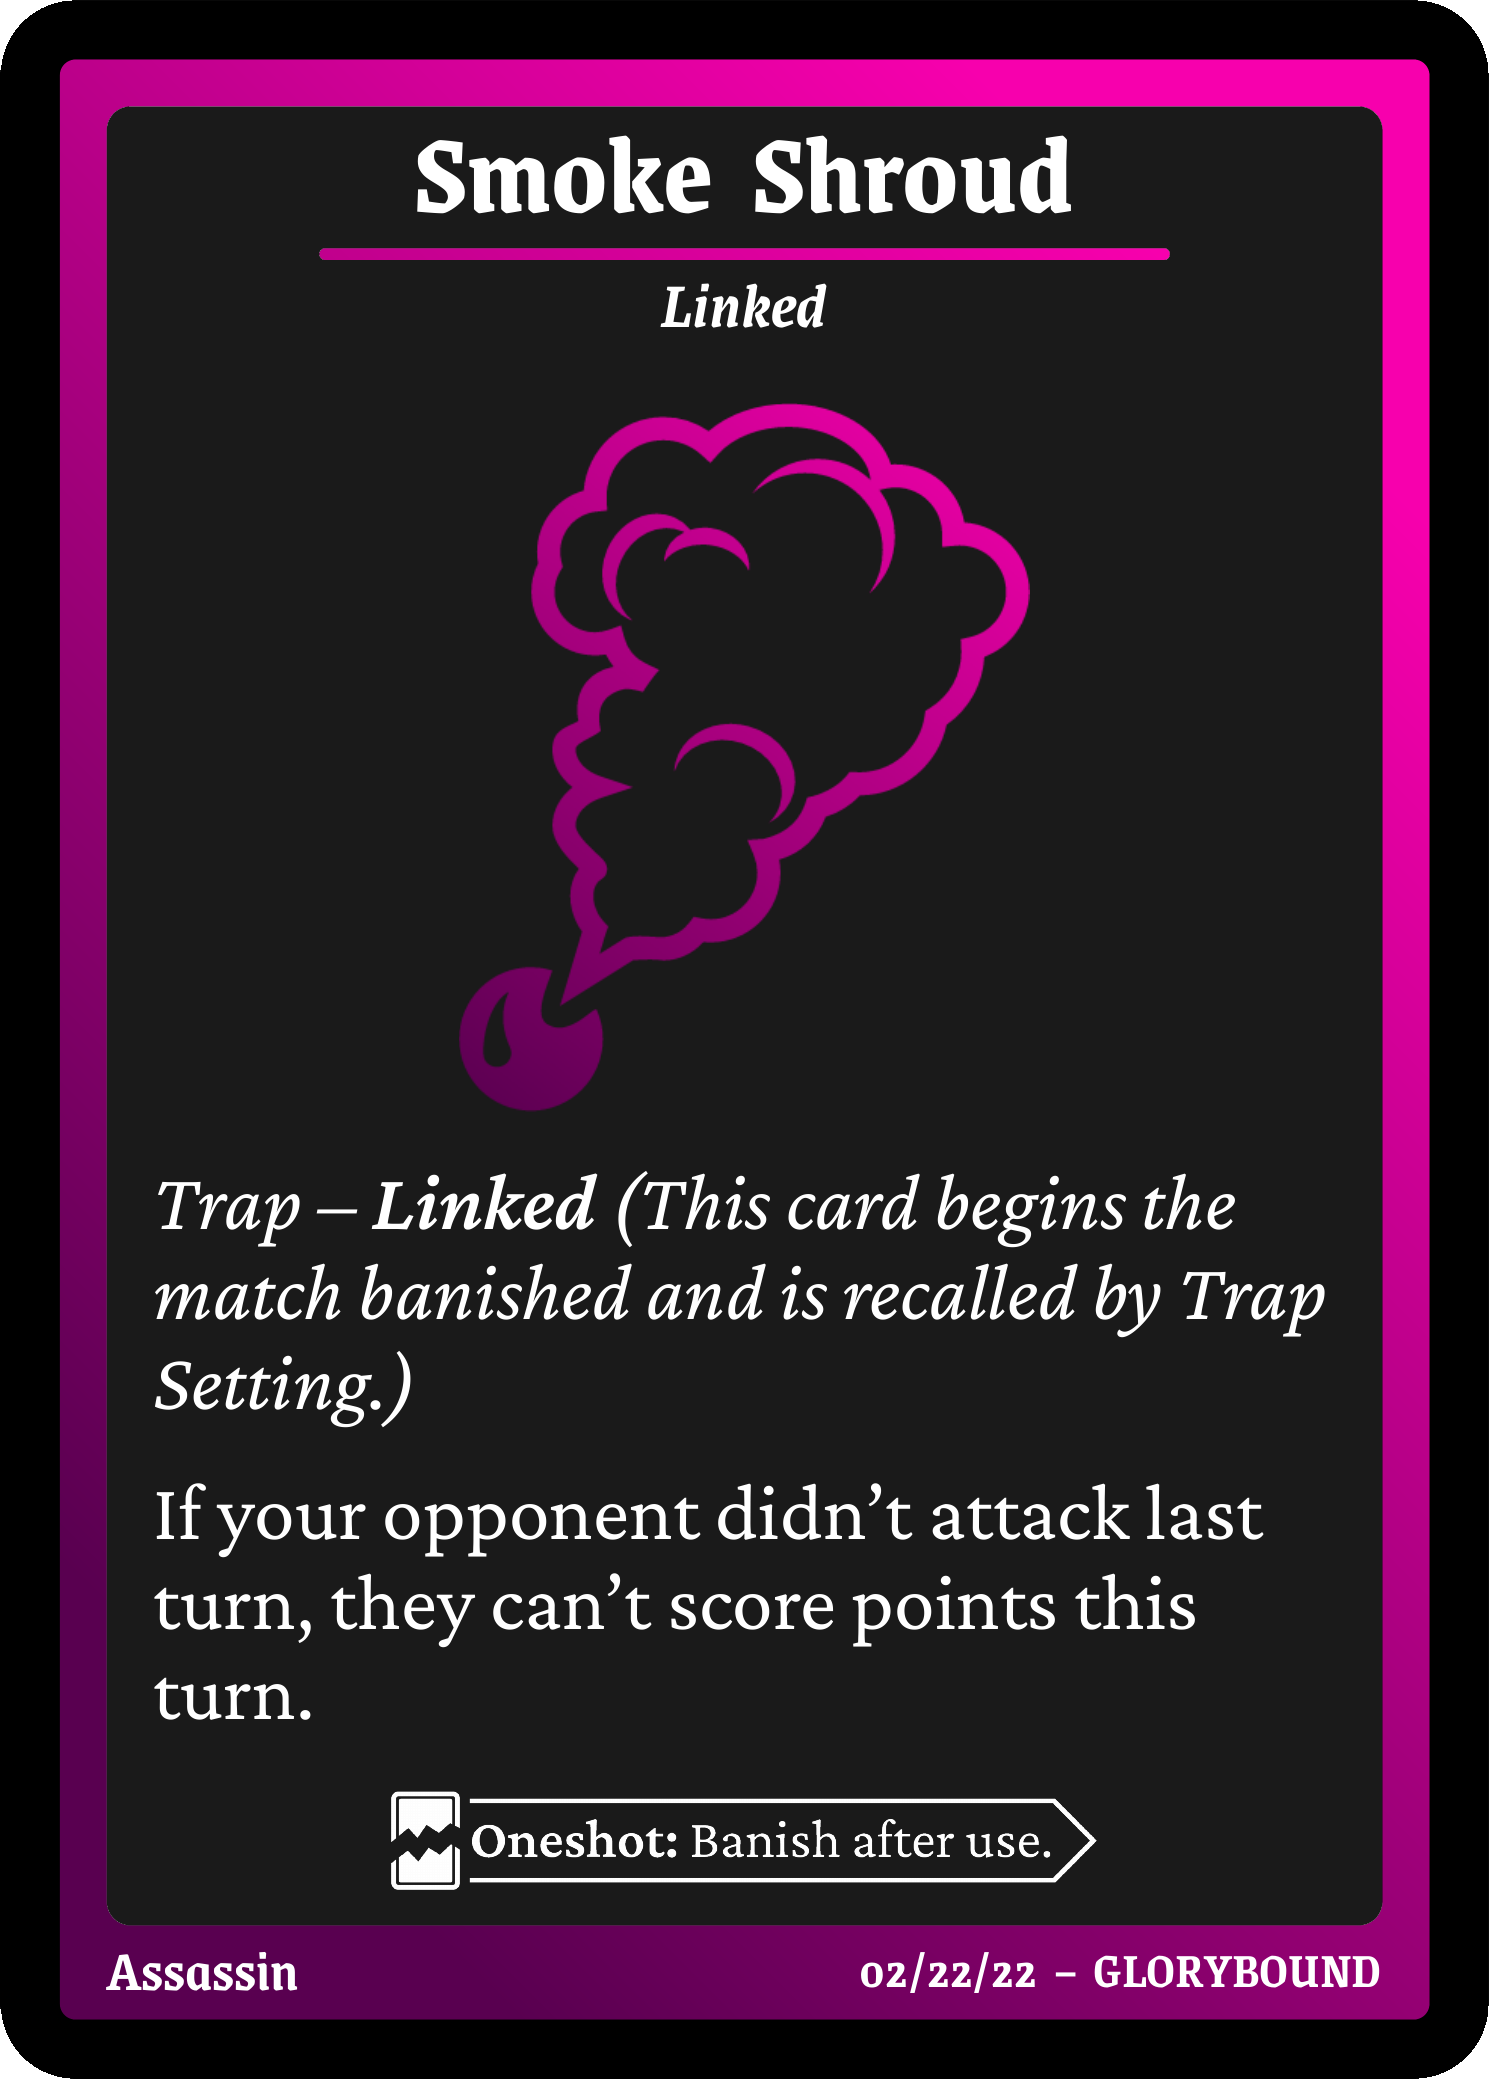 Smoke Shroud
Linked
Trap – Linked (This card begins the
match banished and is recalled by Trap
Setting.)
If your opponent didn’t attack last
turn, they can’t score points this
turn.
Oneshot: Banish after use.
Assassin
02/22/22 – GLORYBOUND